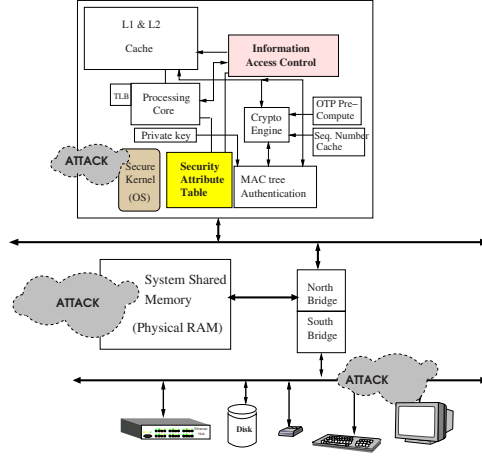 L1 & L2
Cache
Information
Access Control
TLB
Processing
Core
Crypto
Engine
OTP Pre-
Compute
Private key
Seq. Number
Cache
ATTACK
Secure
Kernel
(OS)
Security
Attribute
Table
MAC tree
Authentication
System Shared
Memory
(Physical RAM)
ATTACK
North
Bridge
South
Bridge
ATTACK
Ethernet
Hub
Disk